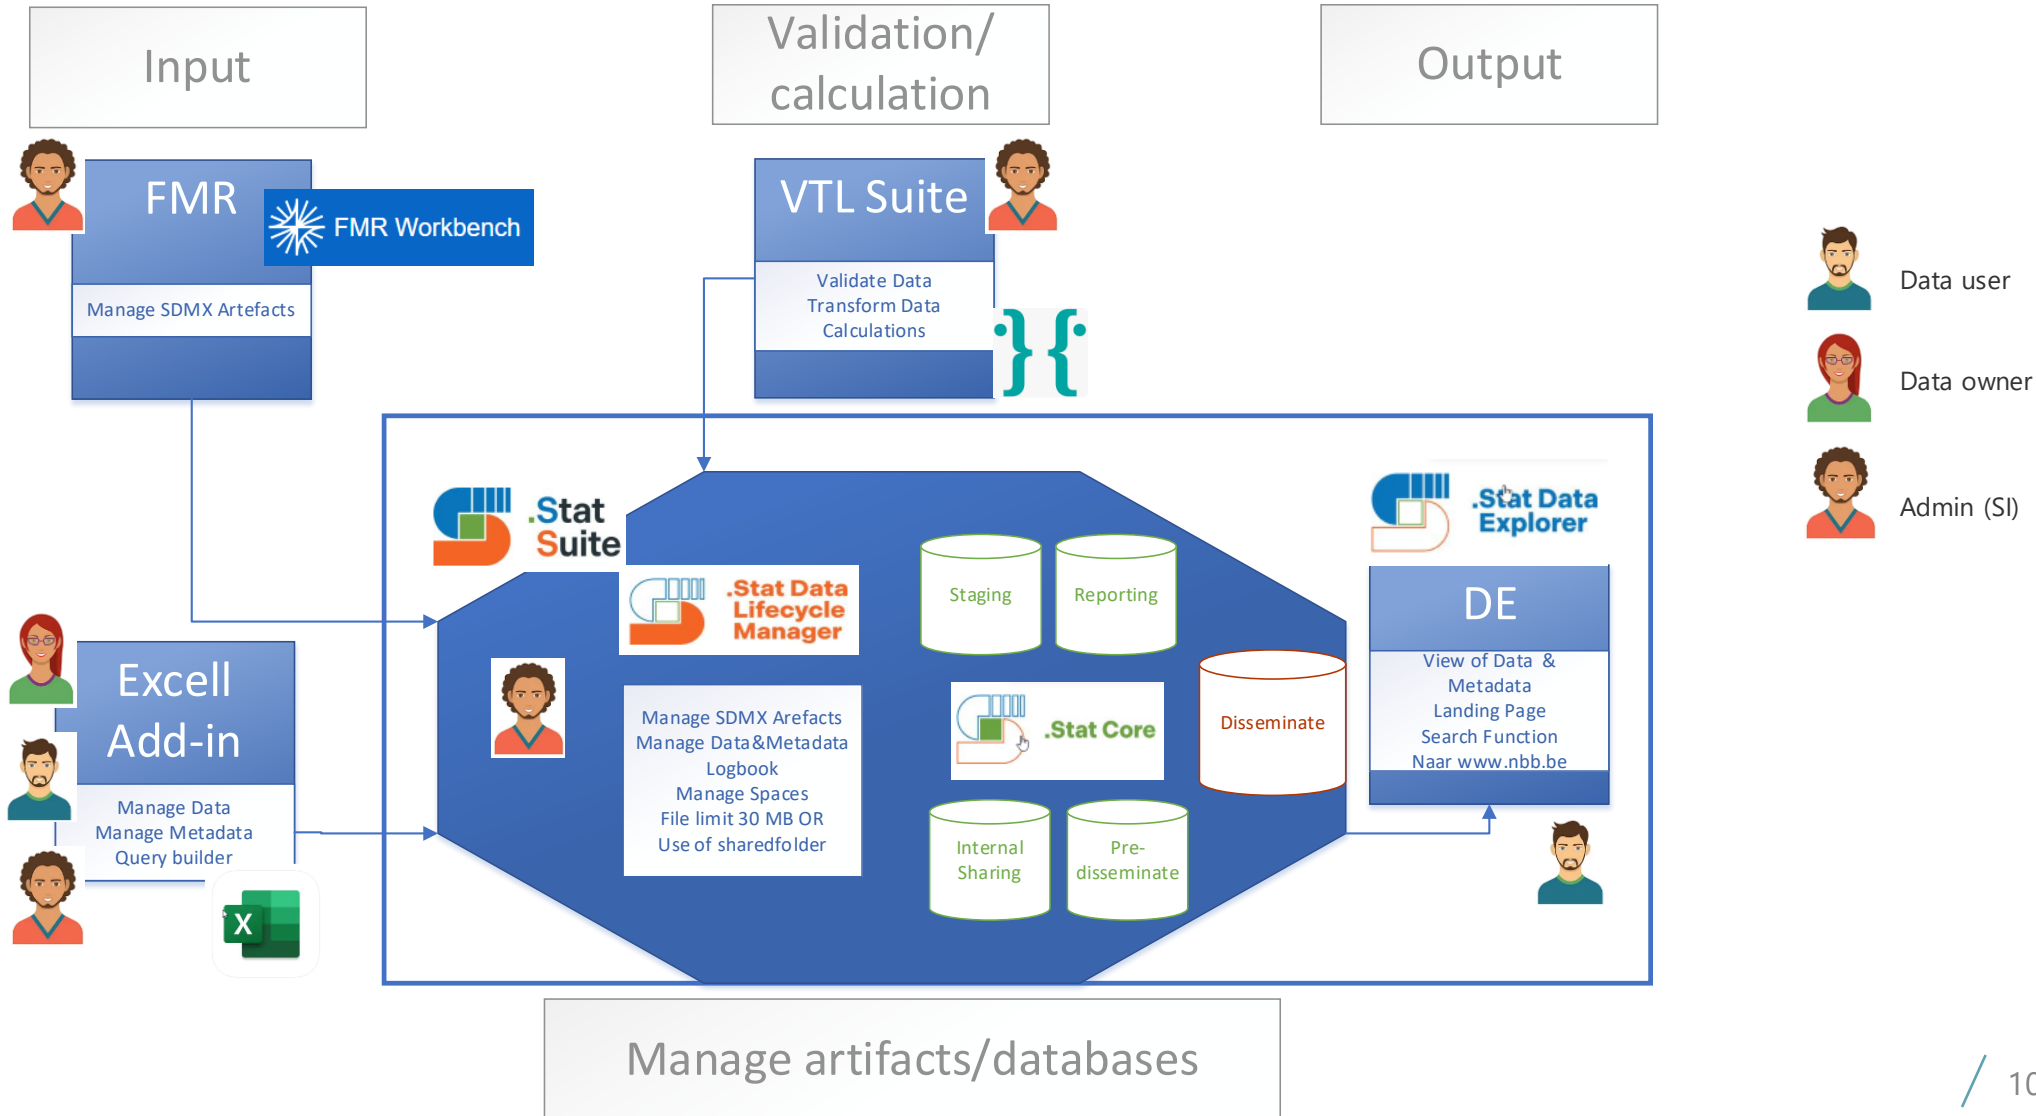 Input
Validation/
calculation
Output
FMR
FMR Workbench
Manage SDMX Artefacts
VTL Suite
Validate Data
Transform Data
Calculations
Data user
Data owner
Admin (SI)
.Stat
Suite
.Stat Data
Lifecycle
Manager
Manage SDMX Arefacts
Manage Data&Metadata
Logbook
Manage Spaces
File limit 30 MB OR
Use of sharedfolder
Staging
Reporting
.Stat Core
Disseminate
Internal
Sharing
Pre-
disseminate
.Stat Data
Explorer
DE
View of Data &
Metadata
Landing Page
Search Function
Naar www.nbb.be
Excell
Add-in
Manage Data
Manage Metadata
Query builder
X
Manage artifacts/databases
10